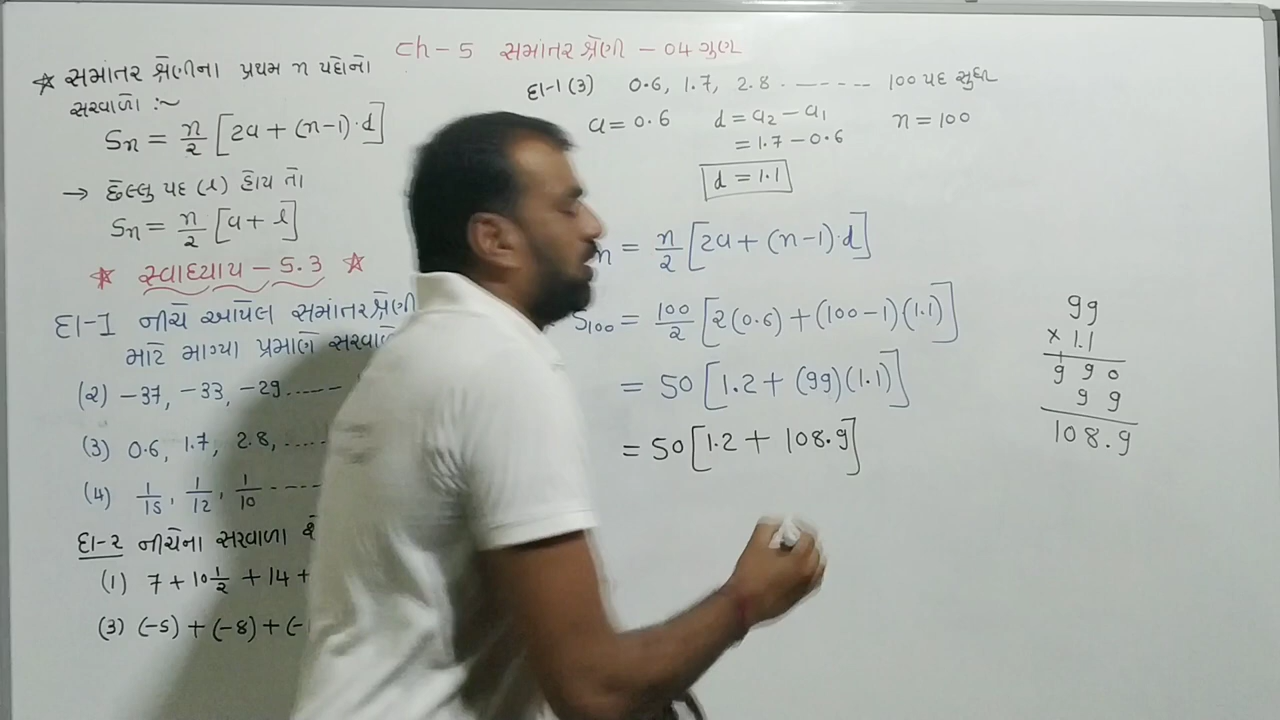 Ch-5 સમાંતર શ્રેણી - 04 ગુણ
☆ સમાંતર શ્રેણીના પ્રથમ n પદોનો
સરવાળો :~
Sn = n/2 [2a + (n-1)·d]
→ છેલ્લુ પદ (l) હોય તો
Sn = n/2 [a + l]
* સ્વાધ્યાય - 5.3 ☆
દા-1 નીચે આપેલ સમાંતર શ્રેણી
માટે માગ્યા પ્રમાણે
(2) -37, -33, -29.....
(3) 0.6, 1.7, 2.8, ....
(4) 1/15, 1/12, 1/10 ----
દા-2 નીચેના સરવાળા
(1) 7 + 10 1/2 + 14 +
(3) (-5) + (-8) + (-
દા-1 (3) 0.6, 1.7, 2.8 ------ 100 પદ સુધી
a = 0.6 d = a2 - a1 n = 100
= 1.7 - 0.6
d = 1.1
n = n/2 [2a + (n-1)·d]
S100 = 100/2 [2(0.6) + (100-1)(1.1)]
= 50 [1.2 + (99)(1.1)]
= 50 [1.2 + 108.9]
99
× 1.1
1
990
99
108.9